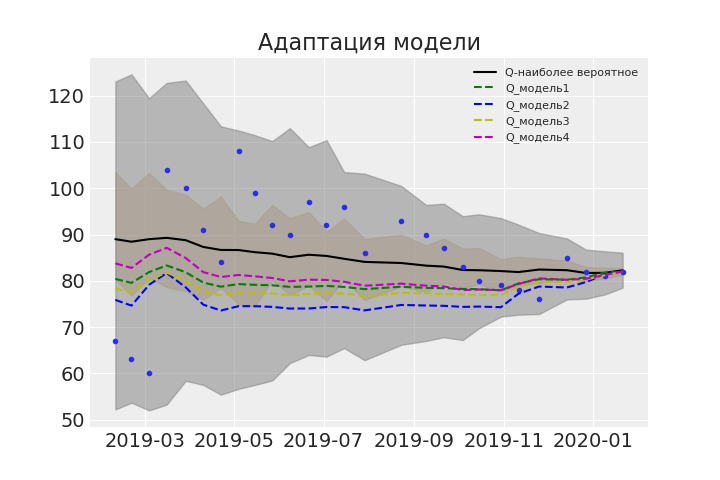 Адаптация модели
Q-наиболее вероятное
Q_модель1
Q_модель2
Q_модель3
Q_модель4
120
110
100
90
80
70
60
50
2019-03 2019-05 2019-07 2019-09 2019-11 2020-01